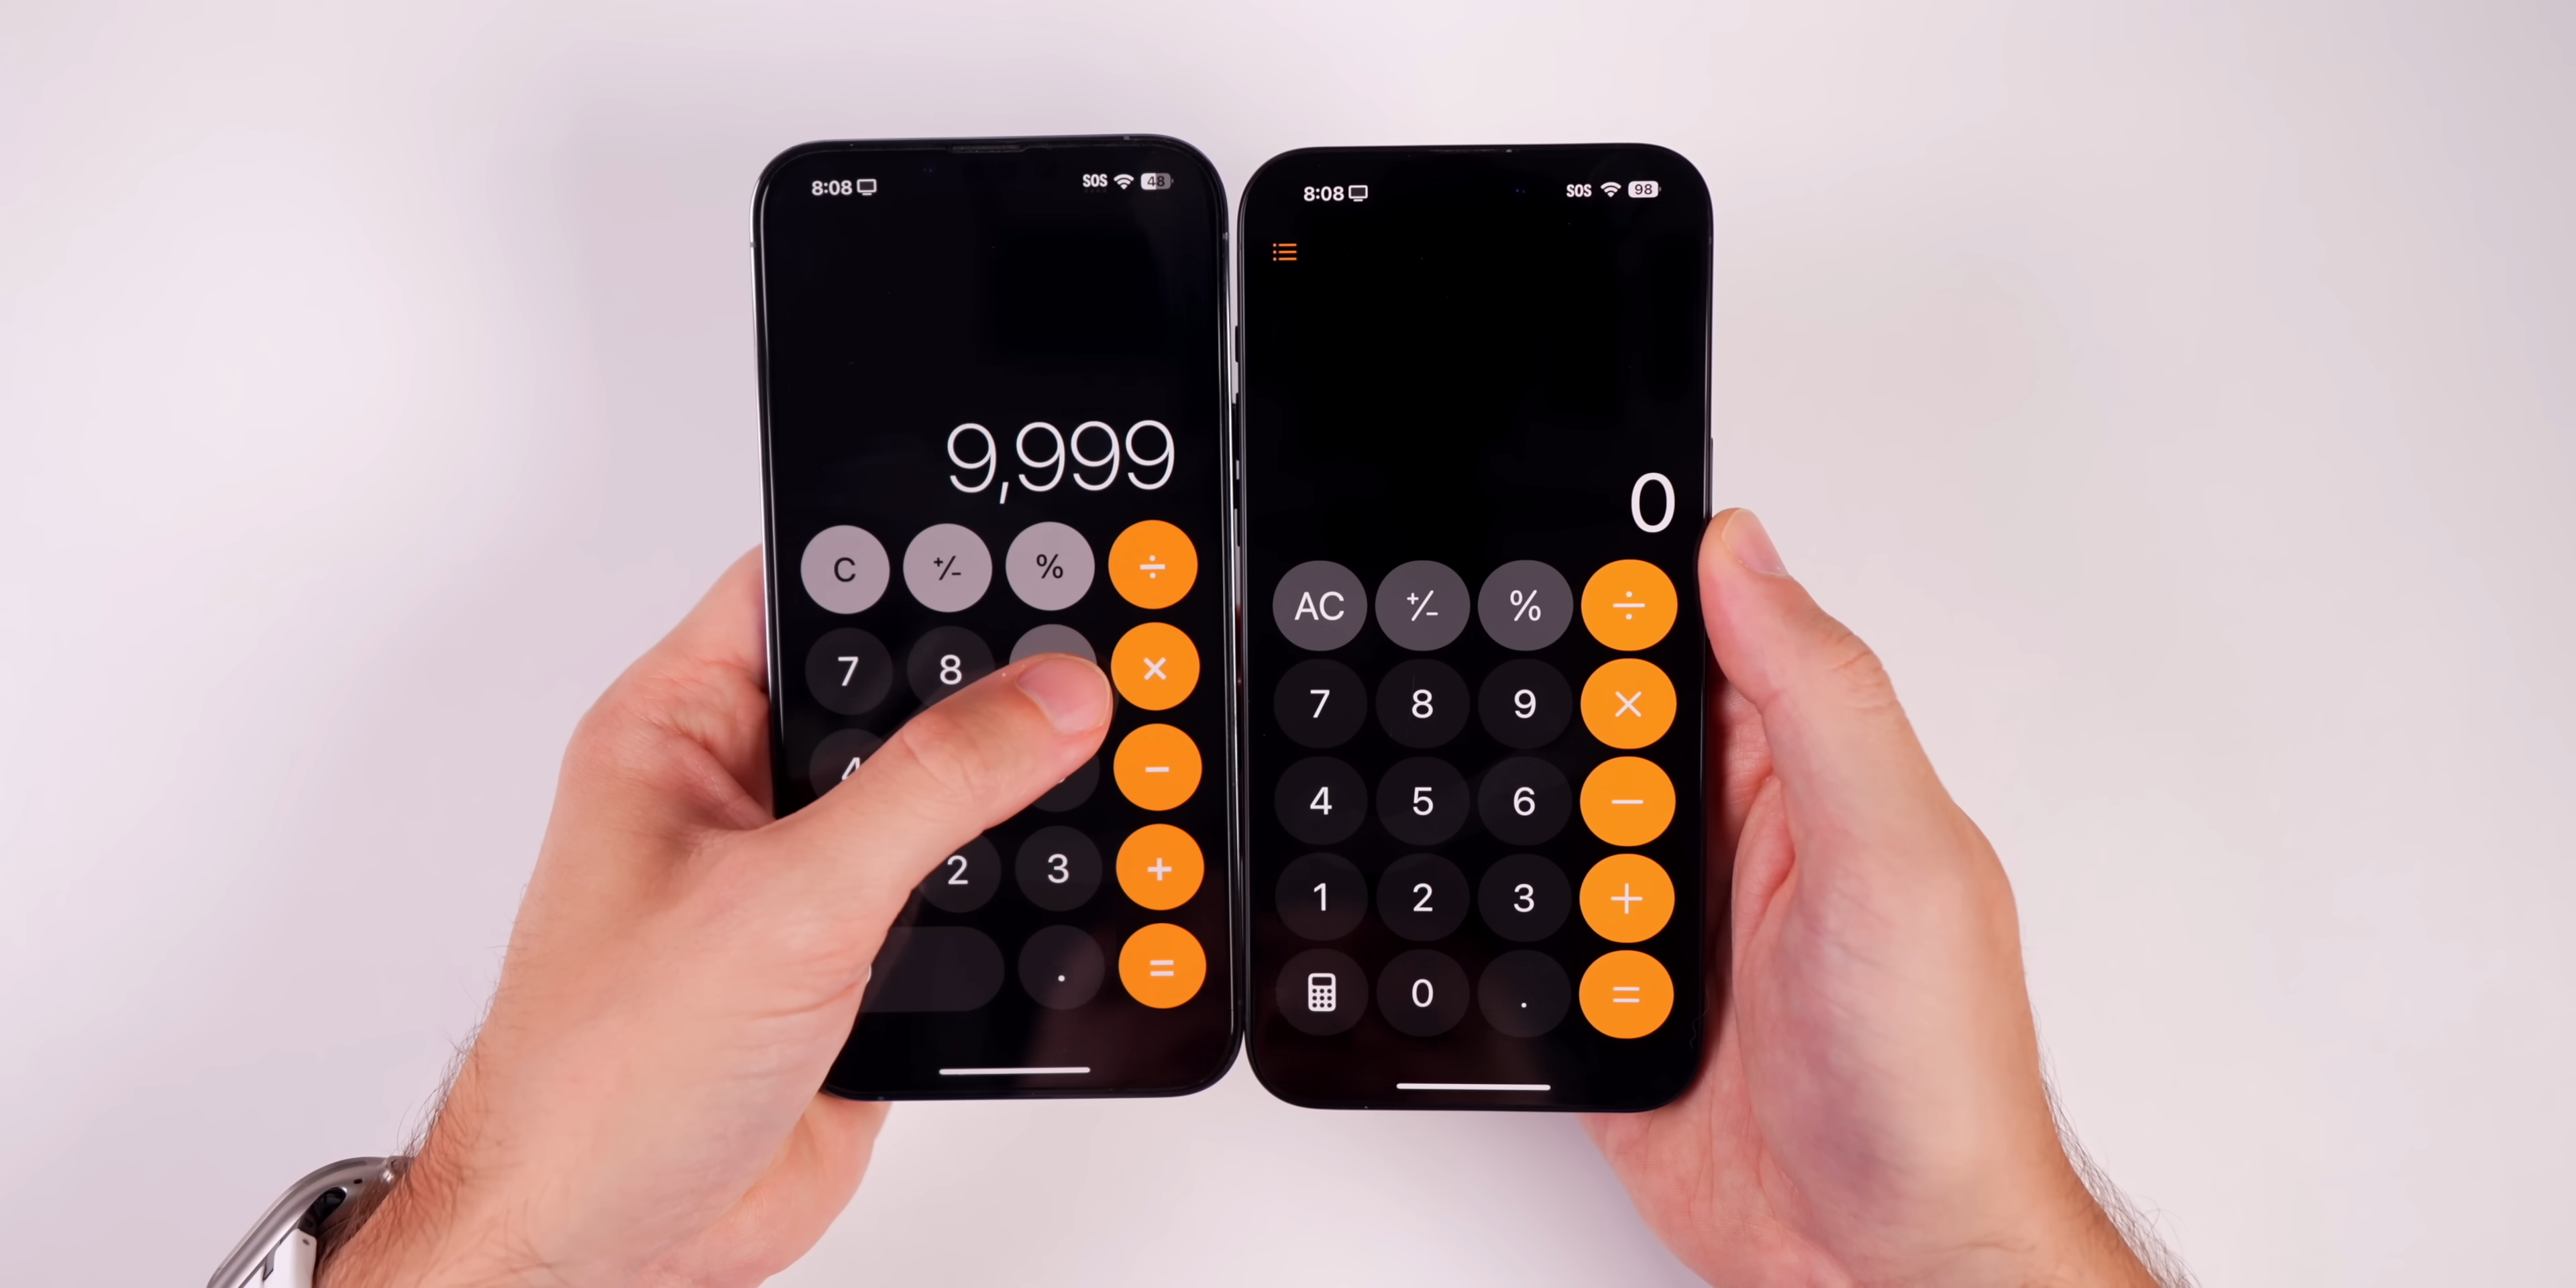 8:08 SOS 48
9,999
C +/- % ÷
7 8 ×
4 −
2 3 +
. =
8:08 SOS 98
0
AC +/- % ÷
7 8 9 ×
4 5 6 −
1 2 3 +
0 . =